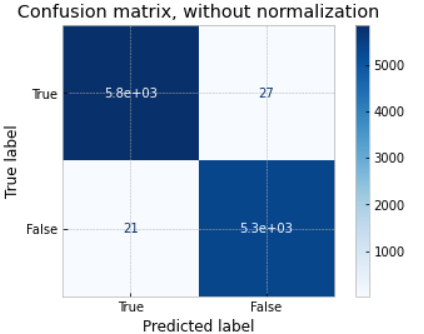 Confusion matrix, without normalization
True
5.8e+03
27
False
21
5.3e+03
True
False
Predicted label
True label
5000
4000
3000
2000
1000